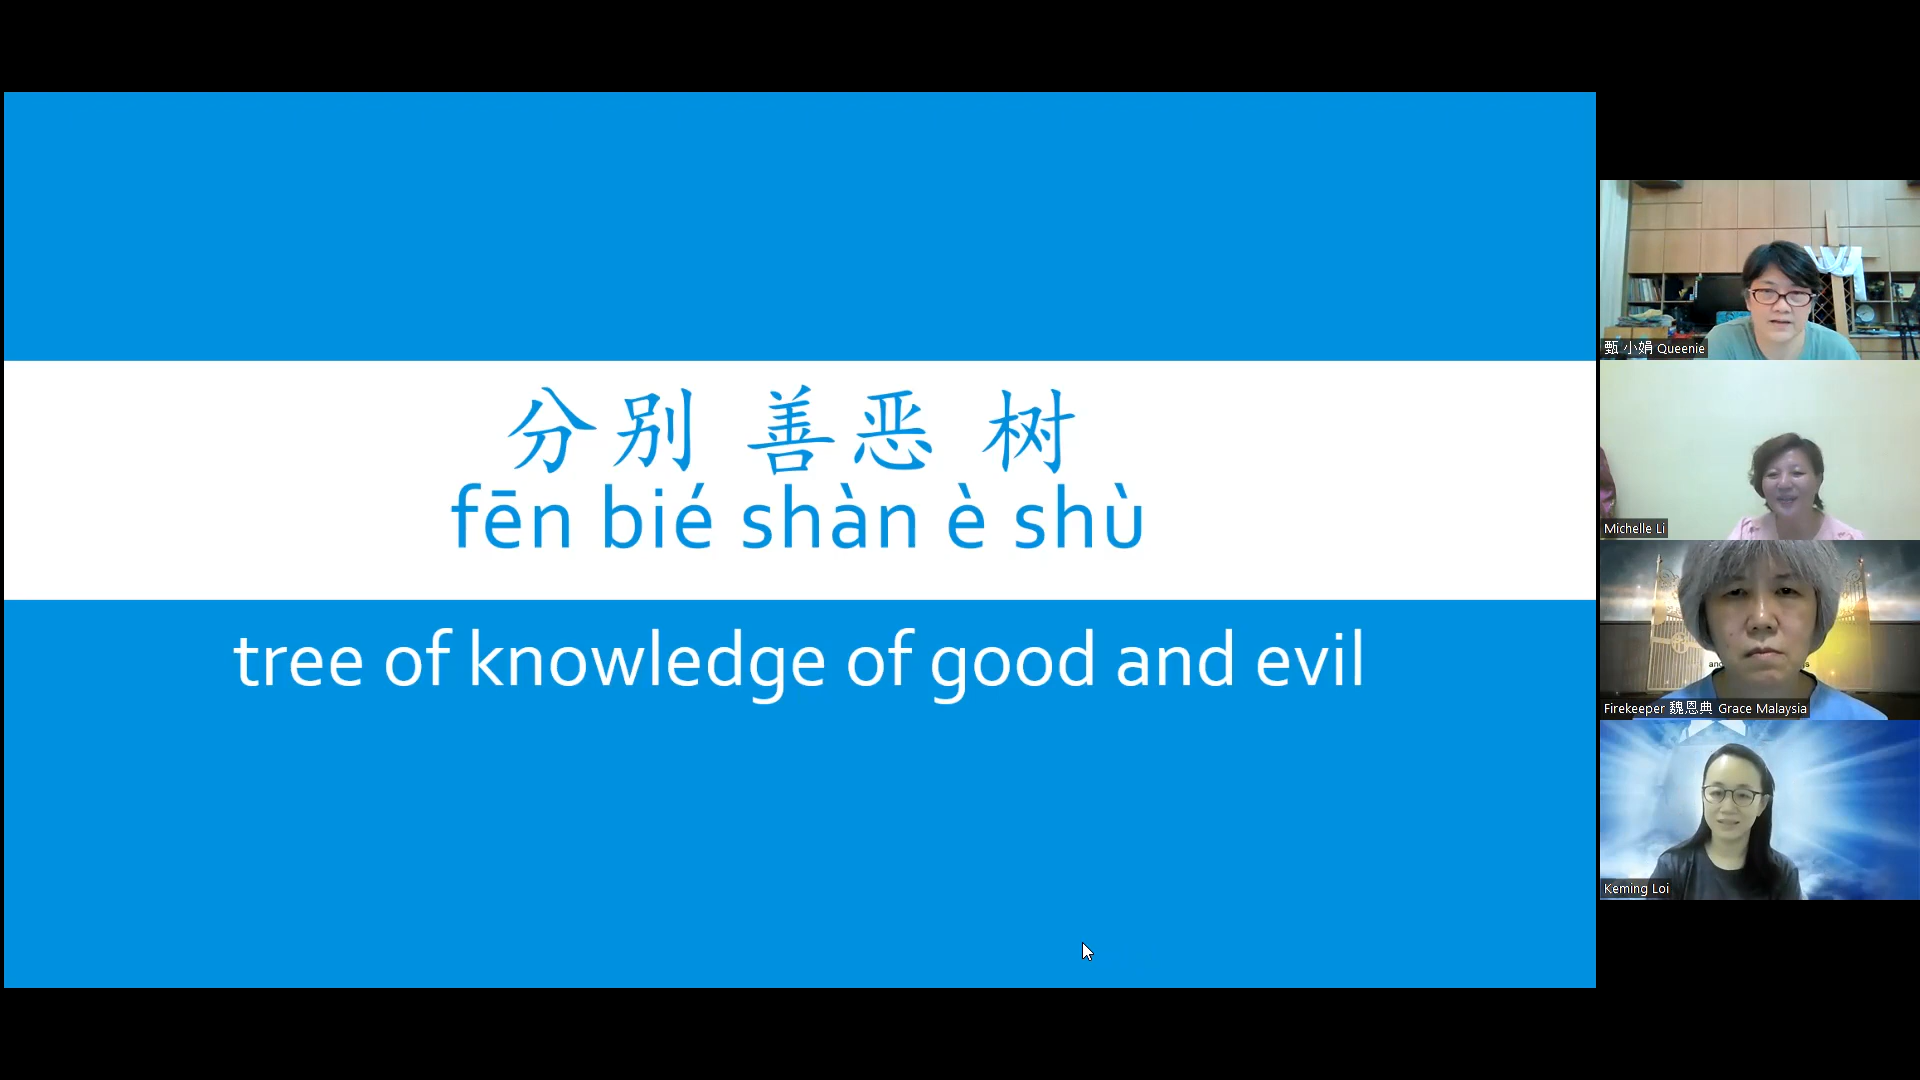 分别 善恶 树
fēn bié shàn è shù
tree of knowledge of good and evil
甄 小娟 Queenie
Michelle Li
Firekeeper 魏恩典 Grace Malaysia
Keming Loi